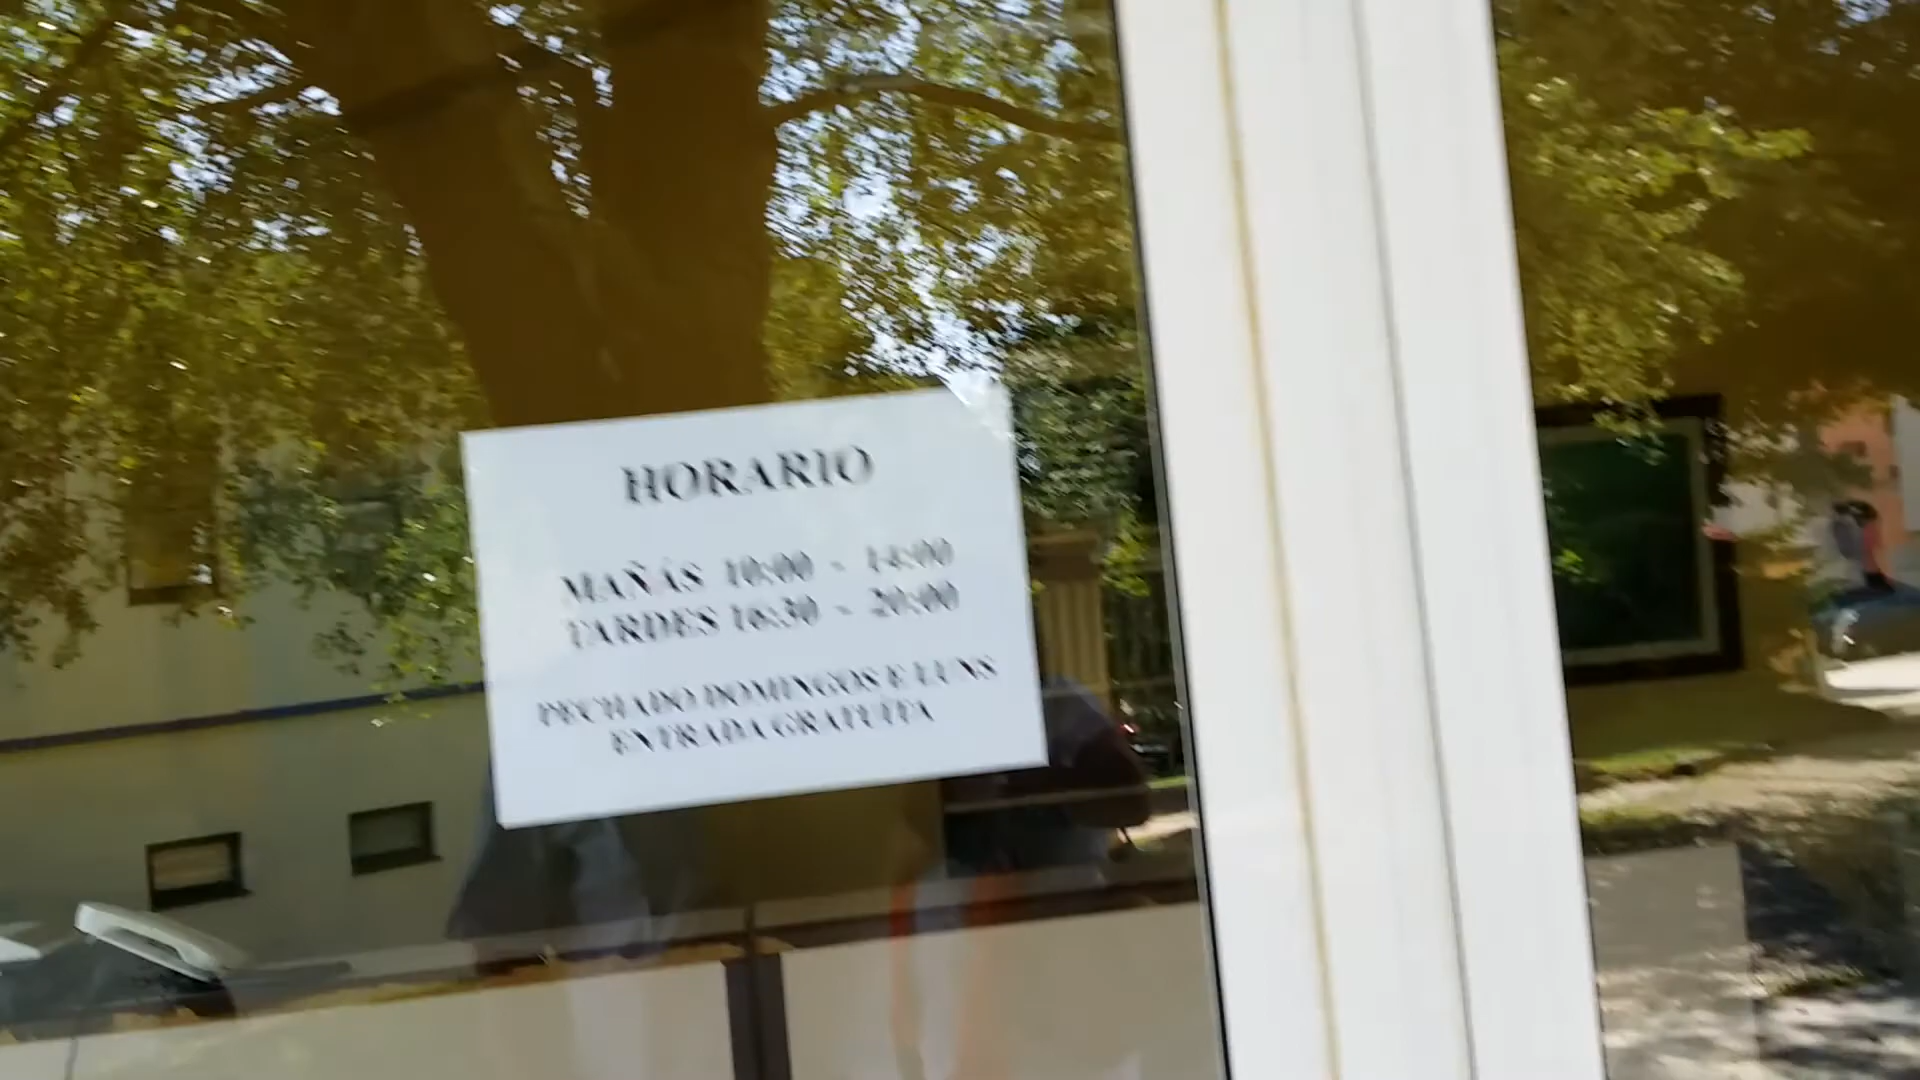 HORARIO
MAÑÁS 10:00 - 14:00
TARDES 16:30 - 20:00
PECHADO DOMINGOS E LUNS
ENTRADA GRATUÍTA